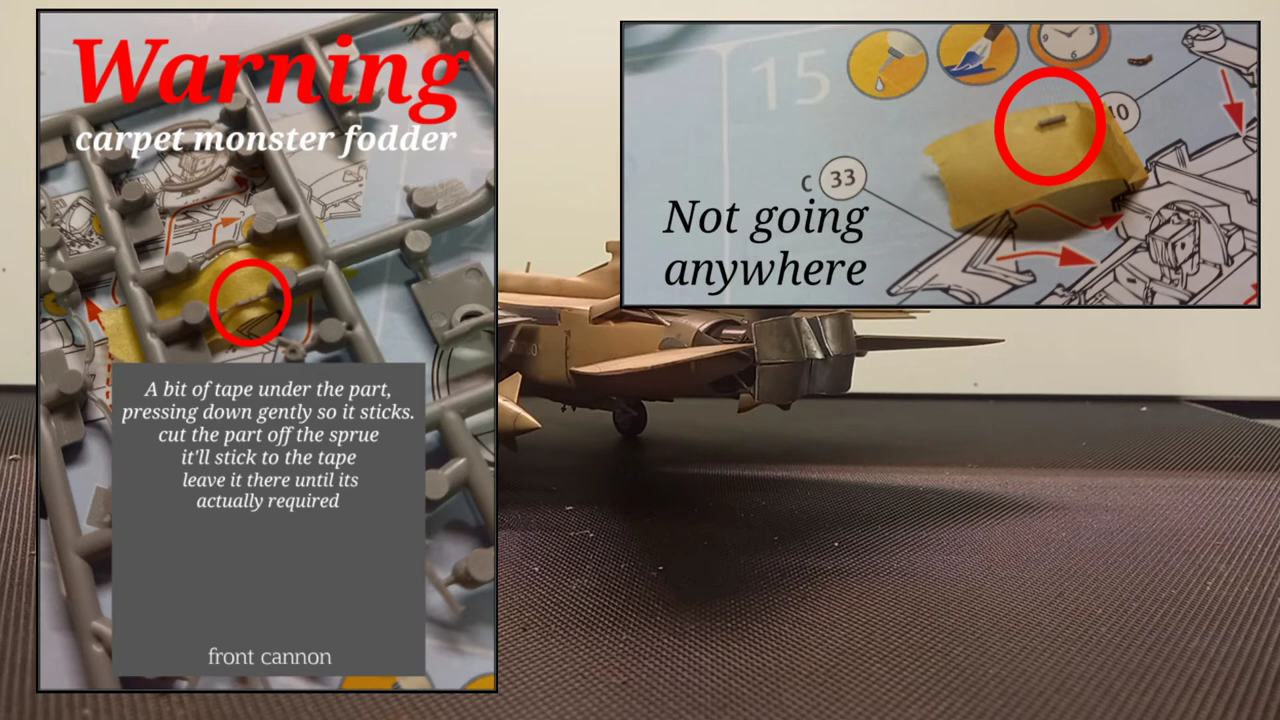 Warning
carpet monster fodder
A bit of tape under the part,
pressing down gently so it sticks.
cut the part off the sprue
it'll stick to the tape
leave it there until its
actually required
front cannon
15
C 33
40
Not going
anywhere